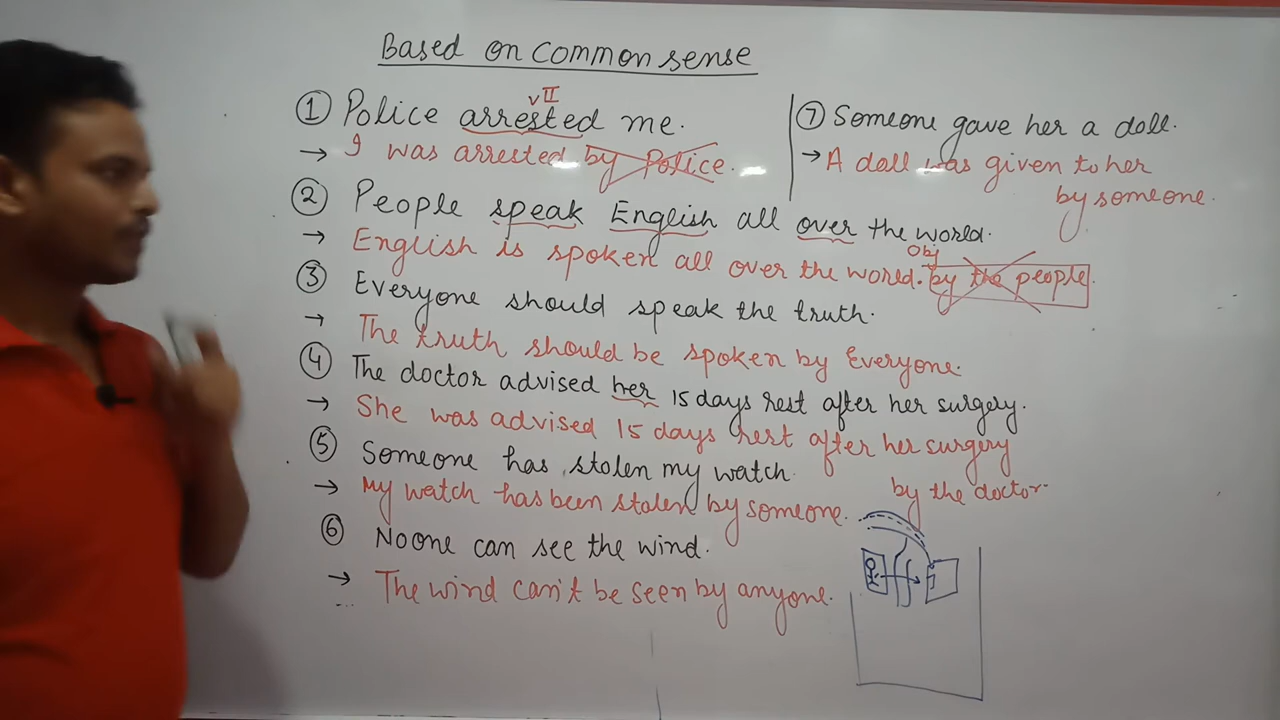 Based on Common sense
V II
① Police arrested me.
→ I was arrested by Police.
② People speak English all over the world.
→ English is spoken all over the world. by the people.
Obj
③ Everyone should speak the truth.
→ The truth should be spoken by Everyone.
④ The doctor advised her 15 days rest after her surgery.
→ She was advised 15 days rest after her surgery
by the doctor.
⑤ Someone has stolen my watch.
→ My watch has been stolen by someone.
⑥ No one can see the wind.
→ The wind can't be seen by anyone.
⑦ Someone gave her a doll.
→ A doll was given to her
by someone.